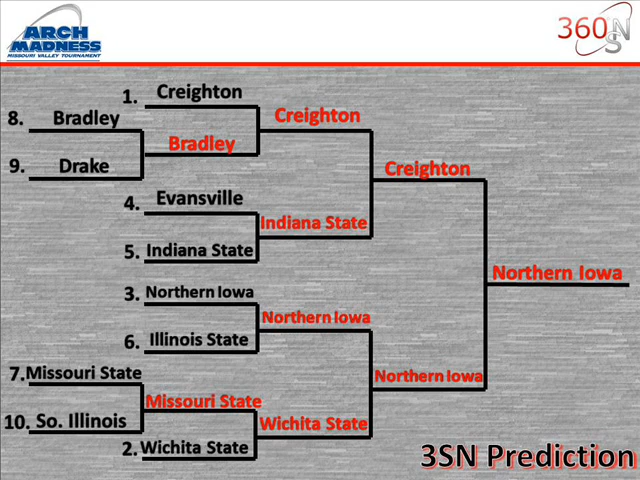 ARCH
MADNESS
MISSOURI VALLEY TOURNAMENT
360 N
S
1. Creighton
8. Bradley
Creighton
Bradley
9. Drake
Creighton
4. Evansville
Indiana State
5. Indiana State
Northern Iowa
3. Northern Iowa
Northern Iowa
6. Illinois State
7. Missouri State
Northern Iowa
Missouri State
10. So. Illinois
Wichita State
2. Wichita State
3SN Prediction